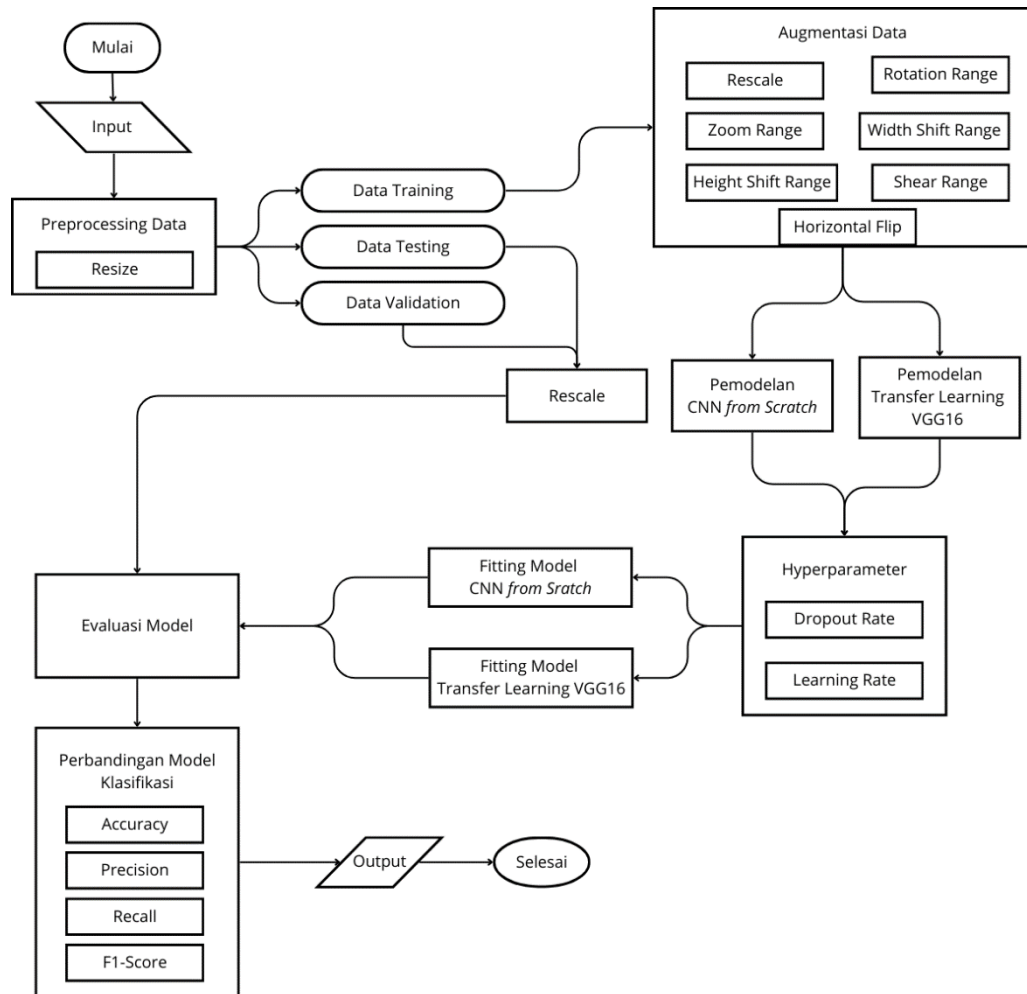 Mulai
Input
Preprocessing Data
Resize
Data Training
Data Testing
Data Validation
Rescale
Augmentasi Data
Rescale
Rotation Range
Zoom Range
Width Shift Range
Height Shift Range
Shear Range
Horizontal Flip
Pemodelan
CNN from Scratch
Pemodelan
Transfer Learning
VGG16
Hyperparameter
Dropout Rate
Learning Rate
Fitting Model
CNN from Sratch
Fitting Model
Transfer Learning VGG16
Evaluasi Model
Perbandingan Model
Klasifikasi
Accuracy
Precision
Recall
F1-Score
Output
Selesai